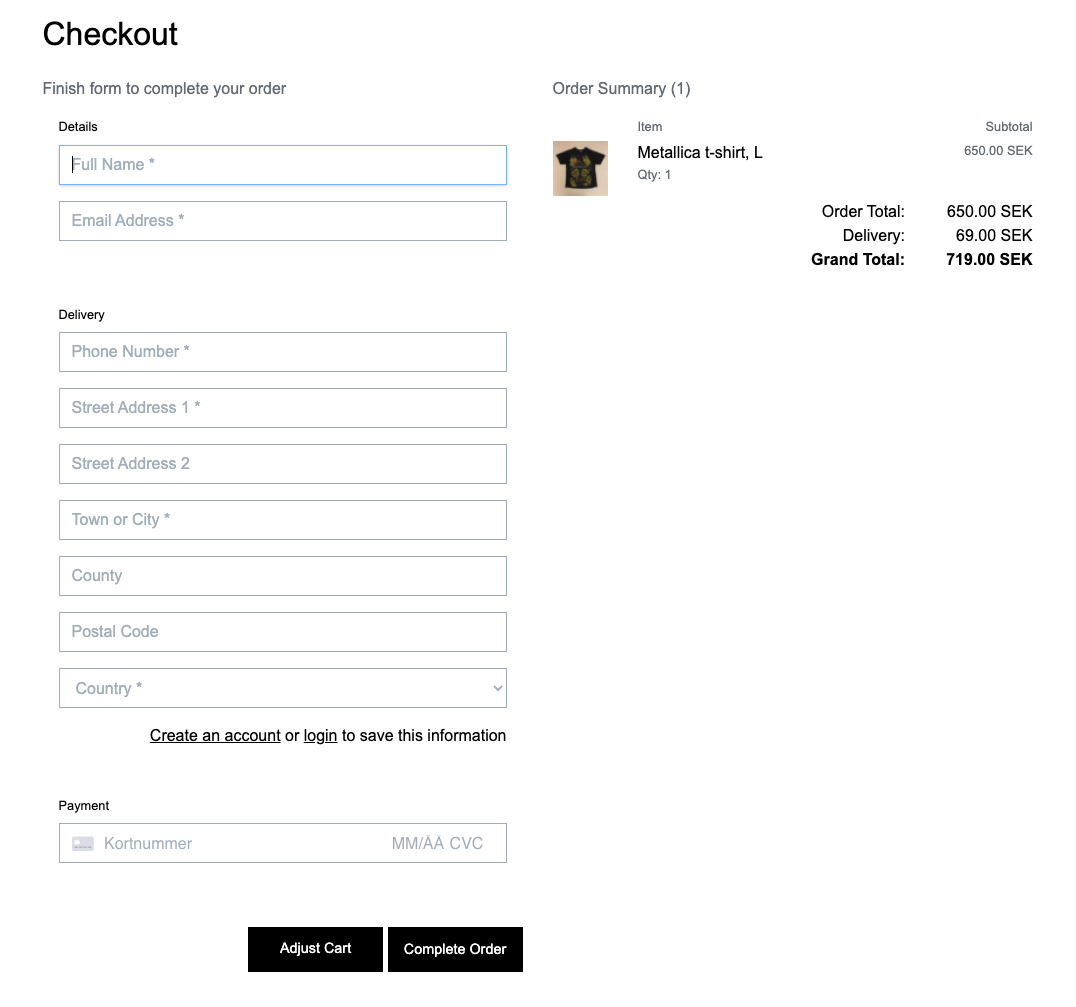 Checkout
Finish form to complete your order
Details
Full Name *
Email Address *
Delivery
Phone Number *
Street Address 1 *
Street Address 2
Town or City *
County
Postal Code
Country *
Create an account or login to save this information
Payment
Kortnummer MM/ÅÅ CVC
Adjust Cart Complete Order
Order Summary (1)
Item Subtotal
Metallica t-shirt, L 650.00 SEK
Qty: 1
Order Total: 650.00 SEK
Delivery: 69.00 SEK
Grand Total: 719.00 SEK